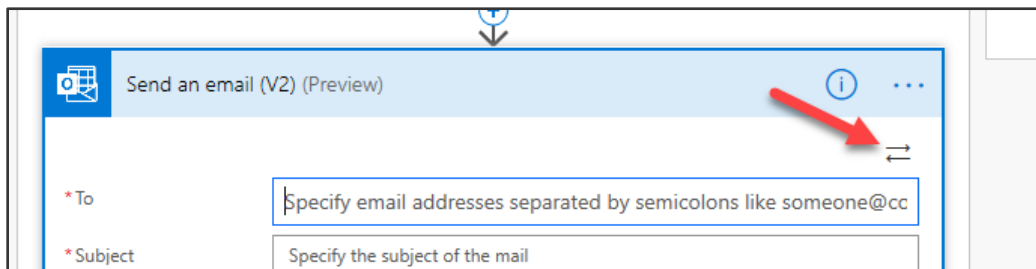 Send an email (V2) (Preview)
* To
Specify email addresses separated by semicolons like someone@co
* Subject
Specify the subject of the mail